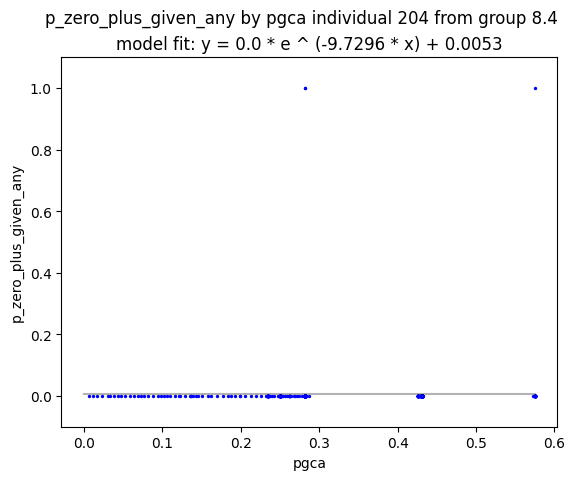 p_zero_plus_given_any by pgca individual 204 from group 8.4
model fit: y = 0.0 * e ^ (-9.7296 * x) + 0.0053
1.0
0.8
0.6
0.4
0.2
0.0
p_zero_plus_given_any
0.0 0.1 0.2 0.3 0.4 0.5 0.6
pgca